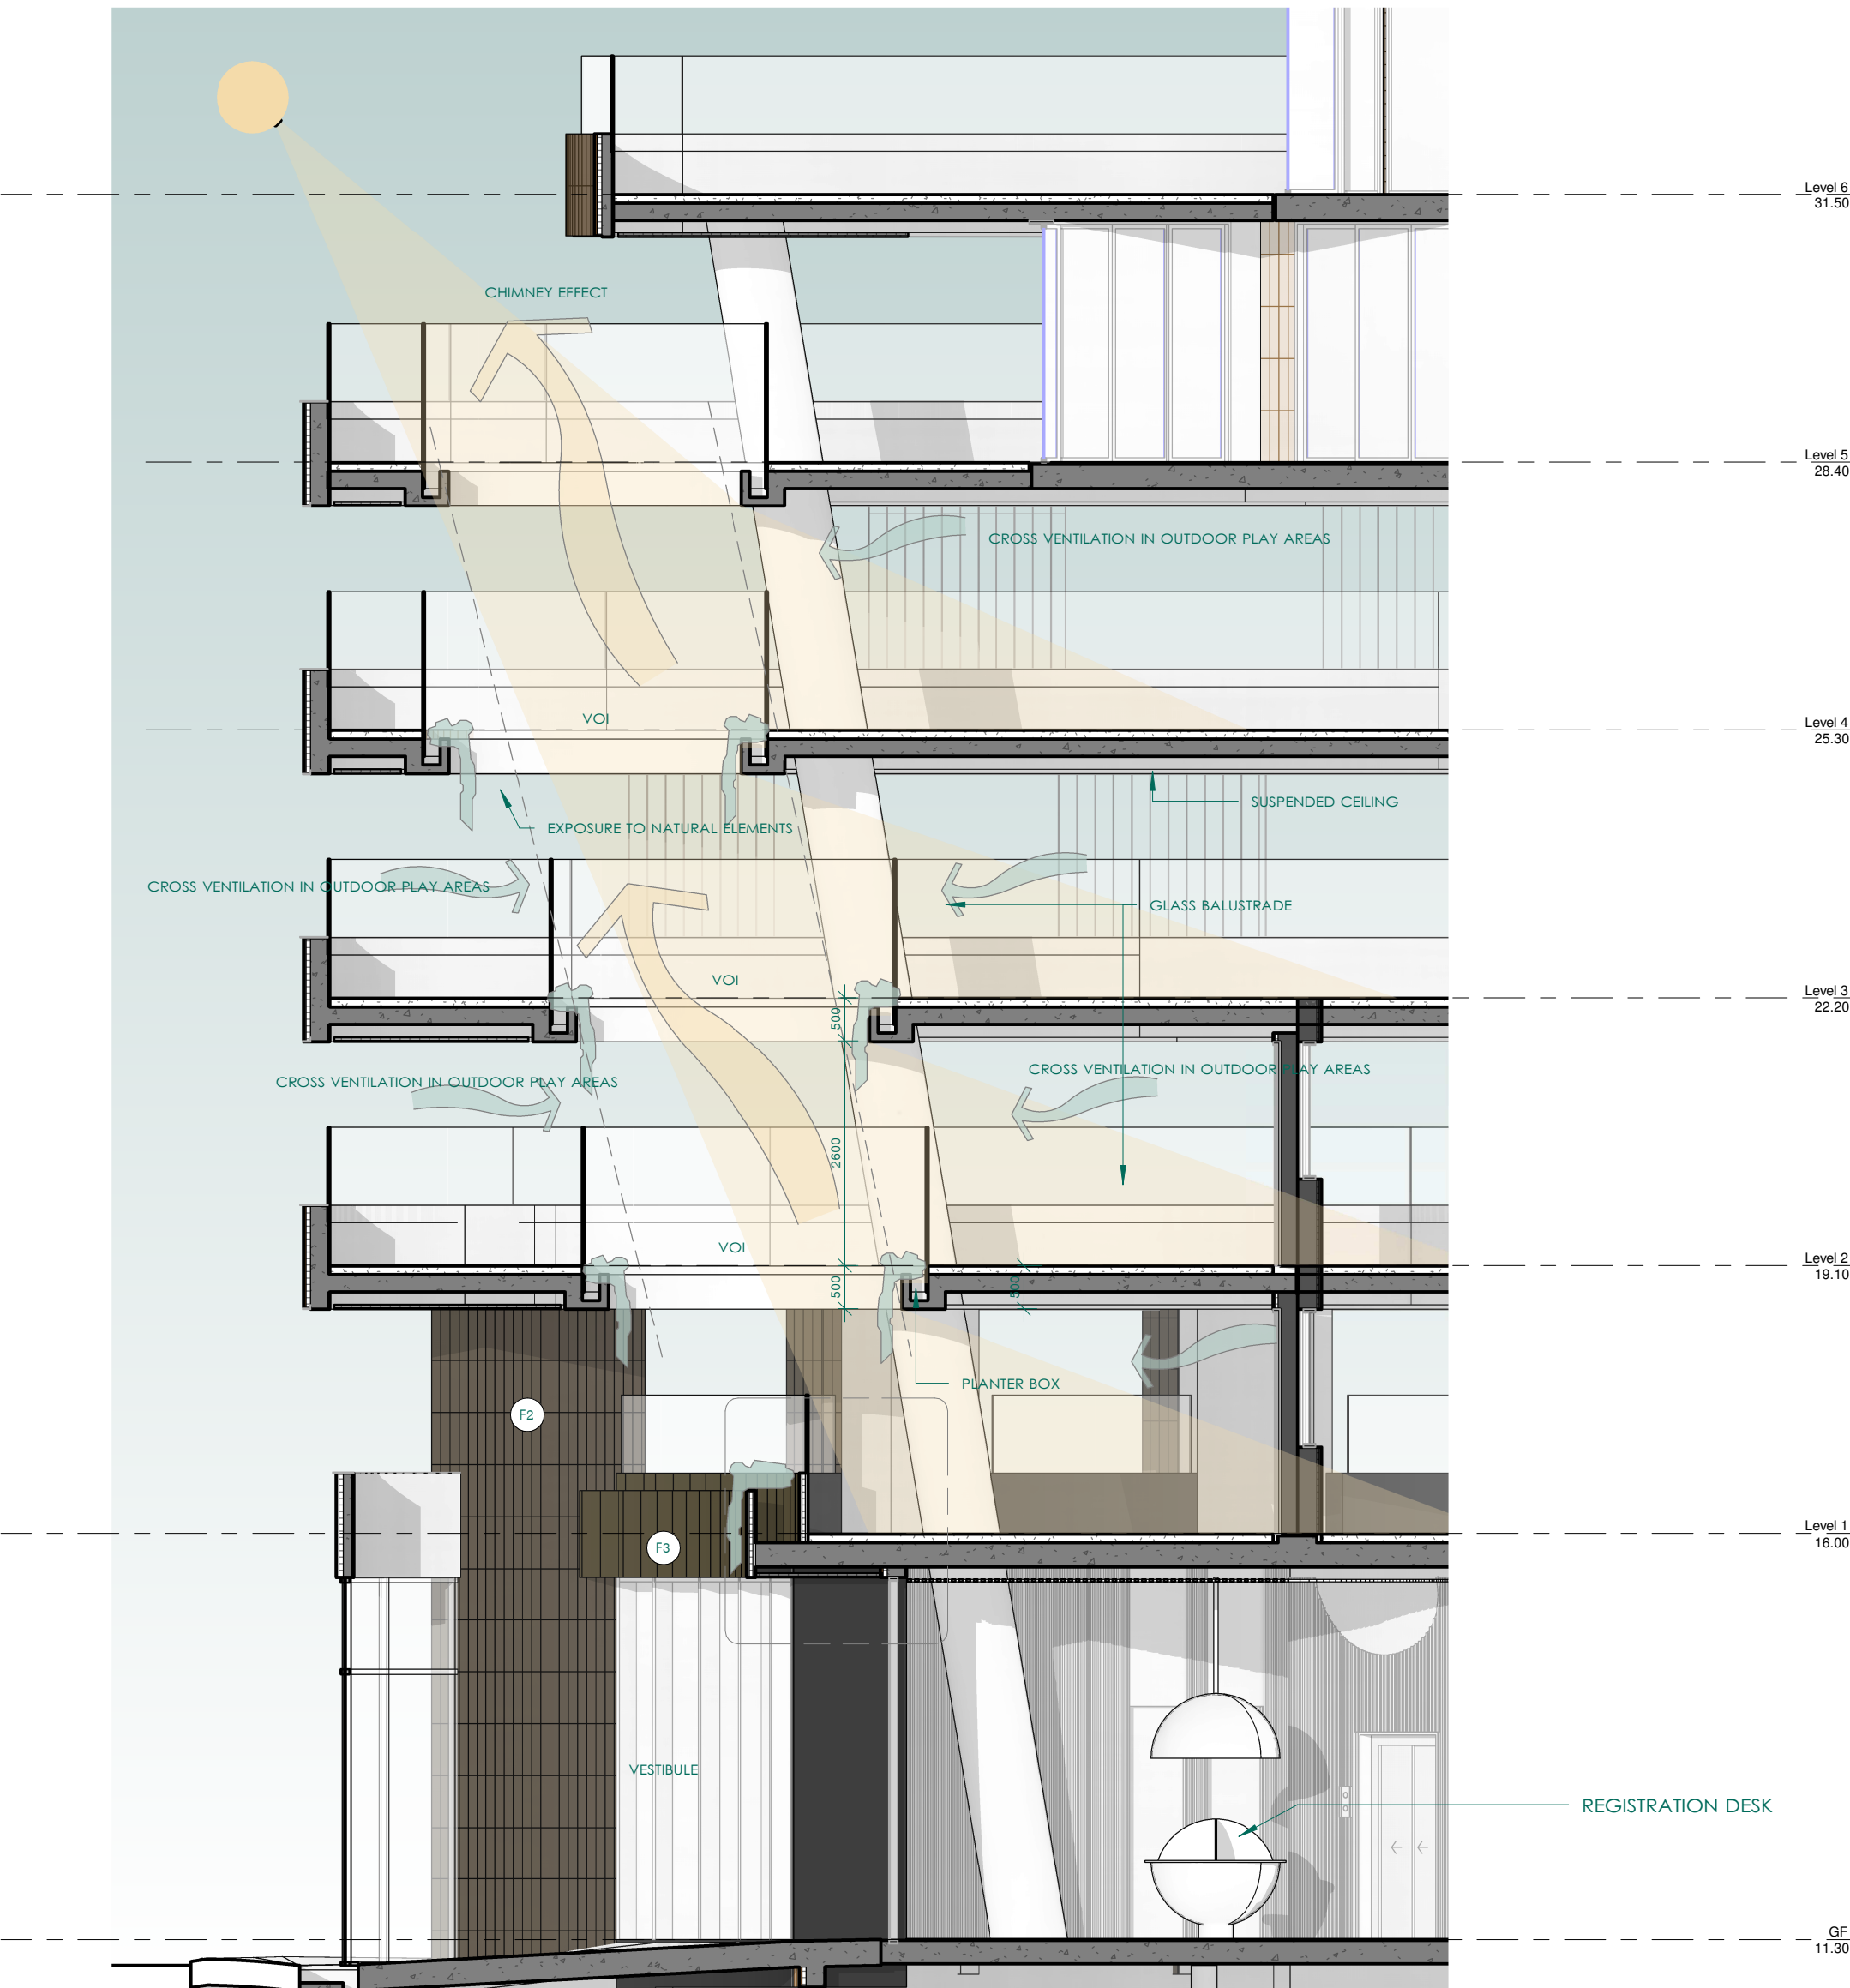 Level 6
31.50
CHIMNEY EFFECT
Level 5
28.40
CROSS VENTILATION IN OUTDOOR PLAY AREAS
VOI
Level 4
25.30
SUSPENDED CEILING
EXPOSURE TO NATURAL ELEMENTS
CROSS VENTILATION IN OUTDOOR PLAY AREAS
GLASS BALUSTRADE
VOI
Level 3
22.20
500
CROSS VENTILATION IN OUTDOOR PLAY AREAS
CROSS VENTILATION IN OUTDOOR PLAY AREAS
2600
VOI
Level 2
19.10
500
500
PLANTER BOX
F2
Level 1
16.00
F3
VESTIBULE
REGISTRATION DESK
GF
11.30